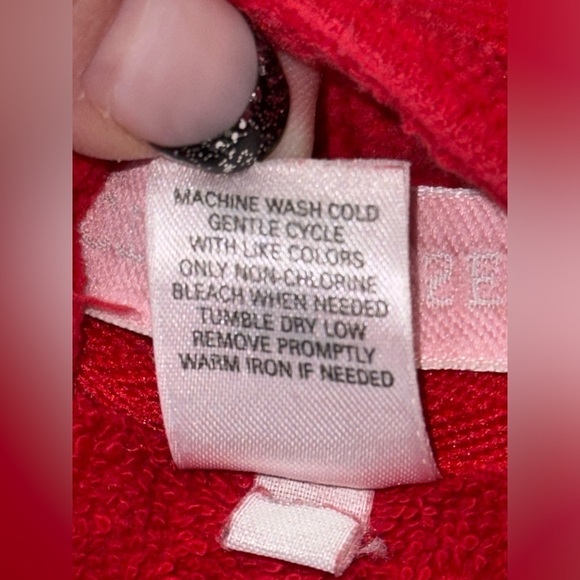 MACHINE WASH COLD
GENTLE CYCLE
WITH LIKE COLORS
ONLY NON-CHLORINE
BLEACH WHEN NEEDED
TUMBLE DRY LOW
REMOVE PROMPTLY
WARM IRON IF NEEDED